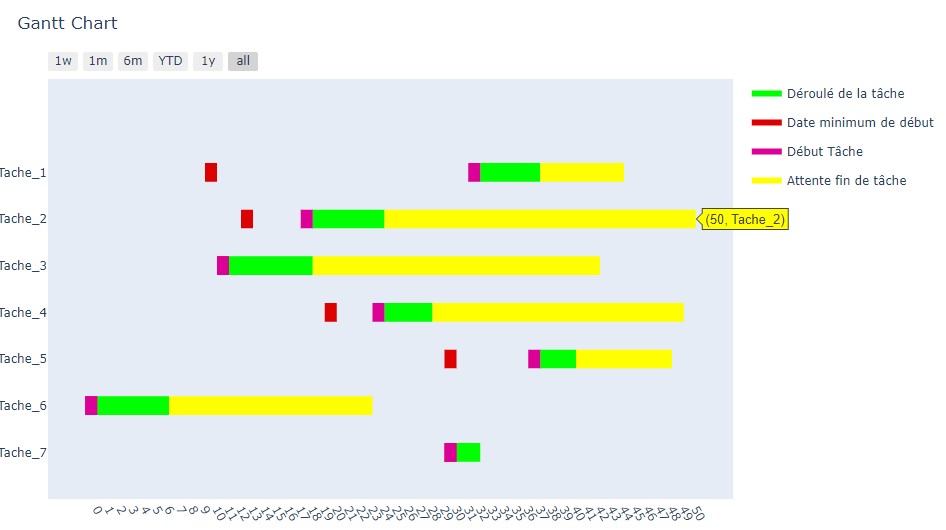 Gantt Chart
1w 1m 6m YTD 1y all
Déroulé de la tâche
Date minimum de début
Début Tâche
Attente fin de tâche
Tache_1
Tache_2
(50, Tache_2)
Tache_3
Tache_4
Tache_5
Tache_6
Tache_7
0 1 2 3 4 5 6 7 8 9 10 11 12 13 14 15 16 17 18 19 20 21 22 23 24 25 26 27 28 29 30 31 32 33 34 35 36 37 38 39 40 41 42 43 44 45 46 47 48 49 50